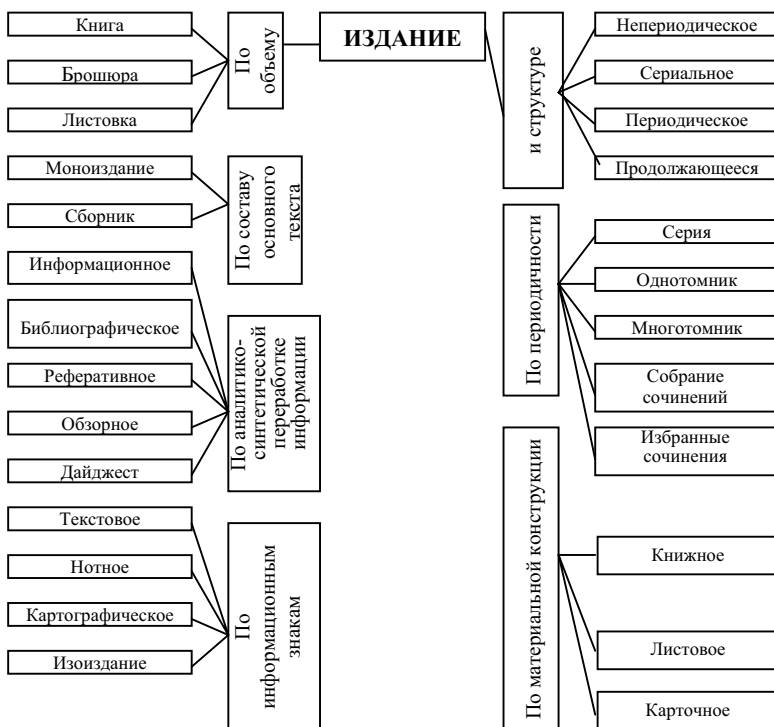 ИЗДАНИЕ
Книга
Брошюра
Листовка
По
объему
Моноиздание
Сборник
По составу
основного
текста
Информационное
Библиографическое
Реферативное
Обзорное
Дайджест
По аналитико-
синтетической
переработке
информации
Текстовое
Нотное
Картографическое
Изоиздание
По
информационным
знакам
и структуре
Непериодическое
Сериальное
Периодическое
Продолжающееся
По периодичности
Серия
Однотомник
Многотомник
Собрание
сочинений
Избранные
сочинения
По материальной конструкции
Книжное
Листовое
Карточное